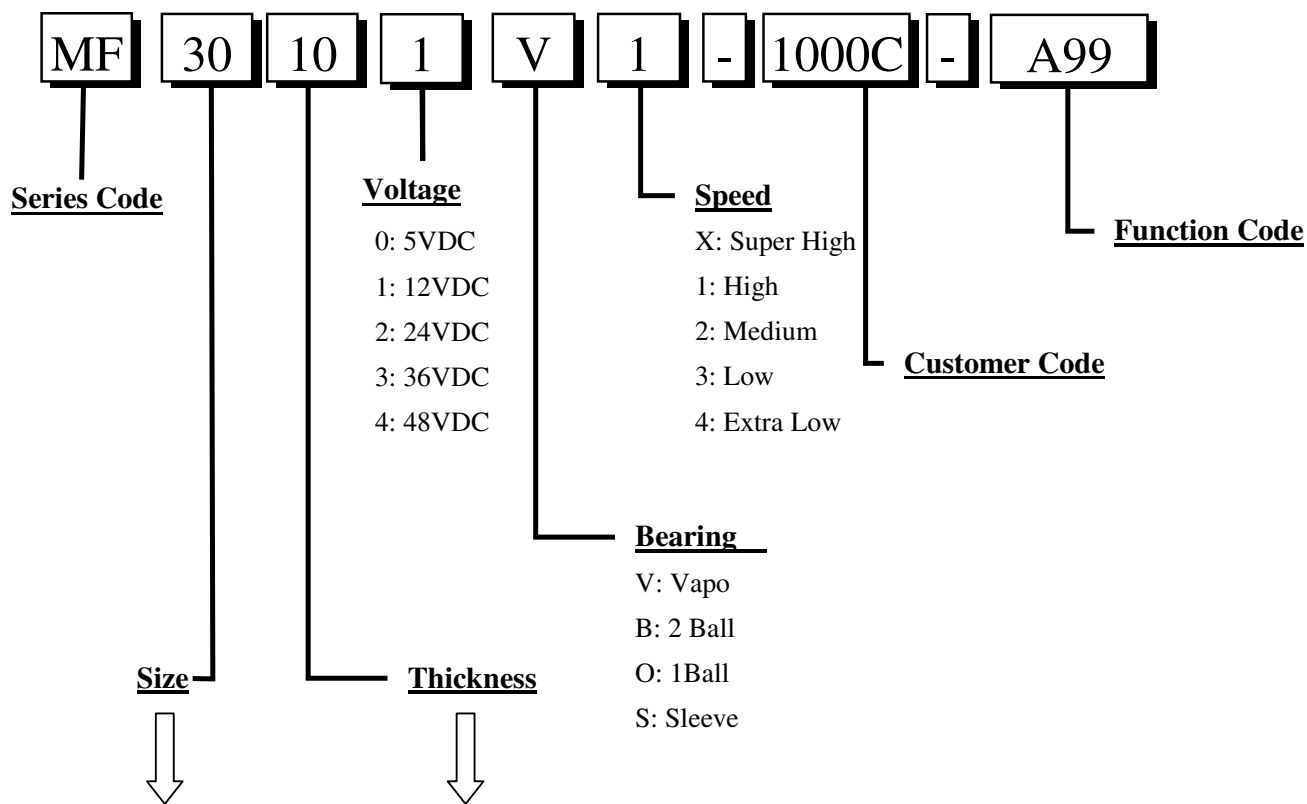 MF 30 10 1 V 1 - 1000C - A99
Series Code
Voltage
0: 5VDC
1: 12VDC
2: 24VDC
3: 36VDC
4: 48VDC
Speed
X: Super High
1: High
2: Medium
3: Low
4: Extra Low
Function Code
Customer Code
Bearing
V: Vapo
B: 2 Ball
O: 1Ball
S: Sleeve
Size
Thickness